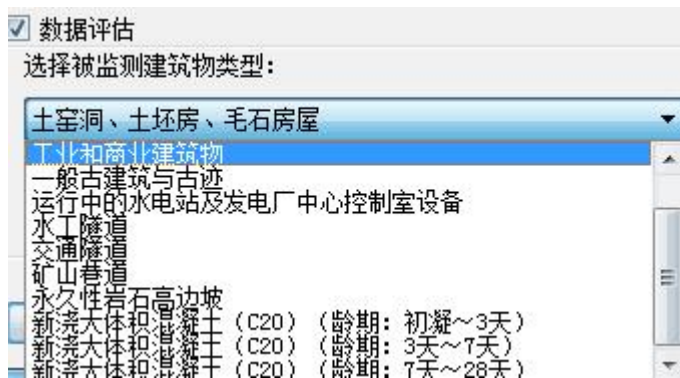 数据评估
选择被监测建筑物类型:
土窑洞、土坯房、毛石房屋
工业和商业建筑物
一般古建筑与古迹
运行中的水电站及发电厂中心控制室设备
水工隧道
交通隧道
矿山巷道
永久性岩石高边坡
新浇大体积混凝土(C20)(龄期:初凝~3天)
新浇大体积混凝土(C20)(龄期:3天~7天)
新浇大体积混凝土(C20)(龄期:7天~28天)